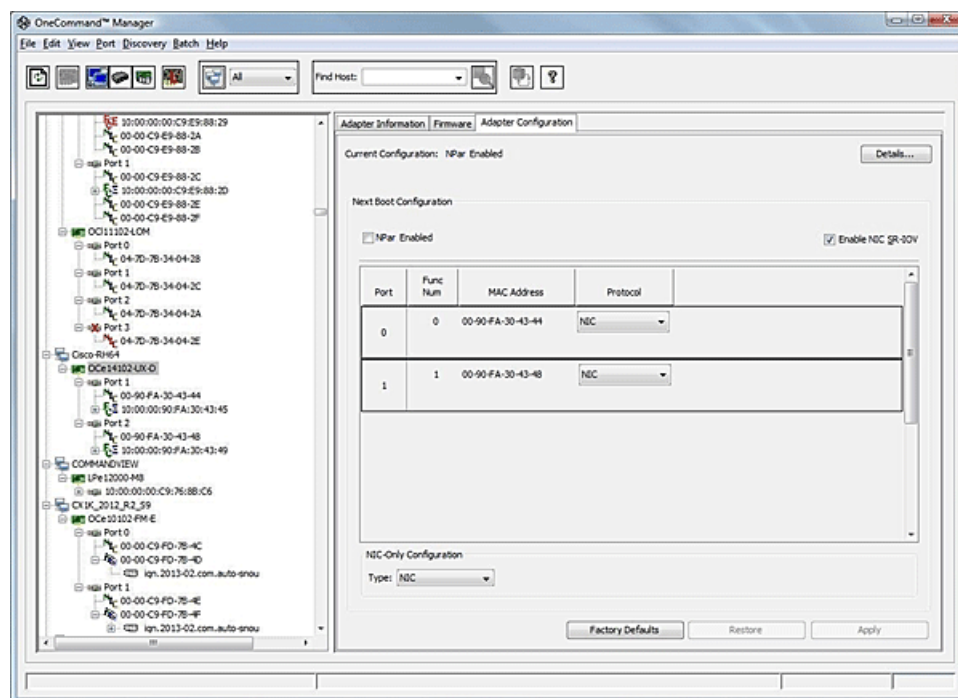 OneCommand™ Manager
File Edit View Port Discovery Batch Help
All
Find Host:
10:00:00:00:C9:E9:88:29
00-00-C9-E9-88-2A
00-00-C9-E9-88-2B
Port 1
00-00-C9-E9-88-2C
10:00:00:00:C9:E9:88:2D
00-00-C9-E9-88-2E
00-00-C9-E9-88-2F
OCl11102-LOM
Port 0
04-7D-7B-34-04-28
Port 1
04-7D-7B-34-04-2C
Port 2
04-7D-7B-34-04-2A
Port 3
04-7D-7B-34-04-2E
Cisco-RH64
OCe14102-UX-D
Port 1
00-90-FA-30-43-44
10:00:00:90:FA:30:43:45
Port 2
00-90-FA-30-43-48
10:00:00:90:FA:30:43:49
COMMANDVIEW
LPe12000-M8
10:00:00:00:C9:76:8B:C6
CX1K_2012_R2_S9
OCe10102-FM-E
Port 0
00-00-C9-FD-7B-4C
00-00-C9-FD-7B-4D
iqn.2013-02.com.auto-snou
Port 1
00-00-C9-FD-7B-4E
00-00-C9-FD-7B-4F
iqn.2013-02.com.auto-snou
Adapter Information Firmware Adapter Configuration
Current Configuration: NPar Enabled
Details...
Next Boot Configuration
NPar Enabled
Enable NIC SR-IOV
Port Func Num MAC Address Protocol
0 0 00-90-FA-30-43-44 NIC
1 1 00-90-FA-30-43-48 NIC
NIC-Only Configuration
Type: NIC
Factory Defaults Restore Apply